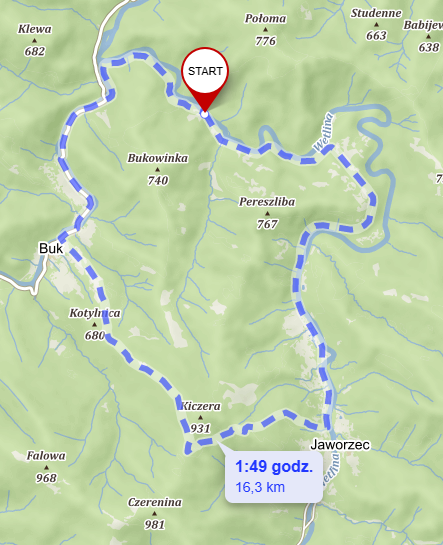 Połoma
776
Studenne
663
Babijew
638
Klewa
682
START
Wetlina
Bukowinka
740
Pereszliba
767
Buk
Kotylnica
680
Kiczera
931
Jaworzec
1:49 godz.
16,3 km
Falowa
968
Czerenina
981